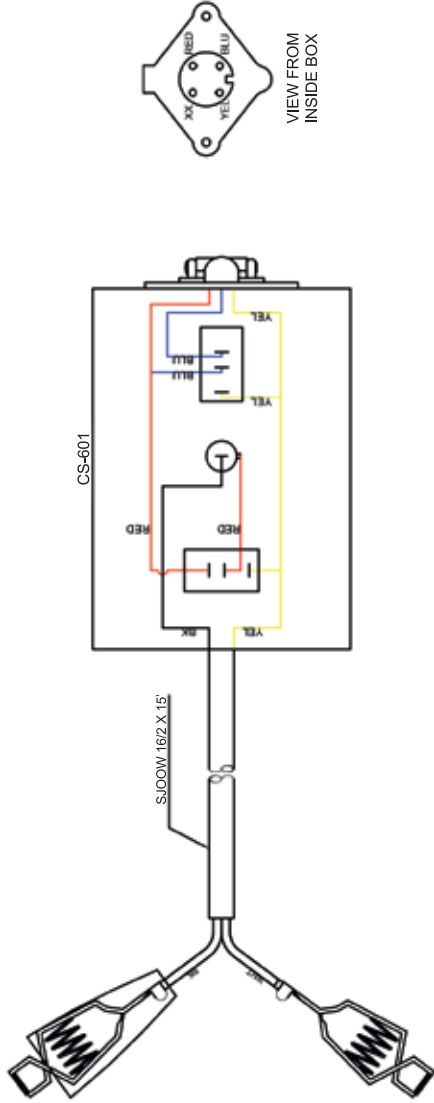 XX
RED
YEL
BLU
VIEW FROM
INSIDE BOX
CS-601
YEL
BLU
BLU
YEL
RED
RED
BK
YEL
SJOOW 16/2 X 15'